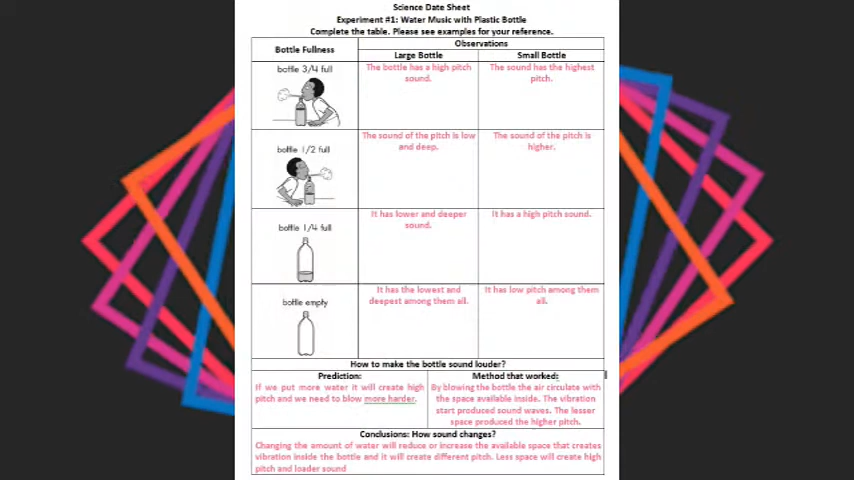 Science Date Sheet
Experiment #1: Water Music with Plastic Bottle
Complete the table. Please see examples for your reference.
Bottle Fullness
Observations
Large Bottle
Small Bottle
bottle 3/4 full
The bottle has a high pitch
sound.
The sound has the highest
pitch.
bottle 1/2 full
The sound of the pitch is low
and deep.
The sound of the pitch is
higher.
bottle 1/4 full
It has lower and deeper
sound.
It has a high pitch sound.
bottle empty
It has the lowest and
deepest among them all.
It has low pitch among them
all.
How to make the bottle sound louder?
Prediction:
If we put more water it will create high
pitch and we need to blow more harder.
Method that worked:
By blowing the bottle the air circulate with
the space available inside. The vibration
start produced sound waves. The lesser
space produced the higher pitch.
Conclusions: How sound changes?
Changing the amount of water will reduce or increase the available space that creates
vibration inside the bottle and it will create different pitch. Less space will create high
pitch and loader sound